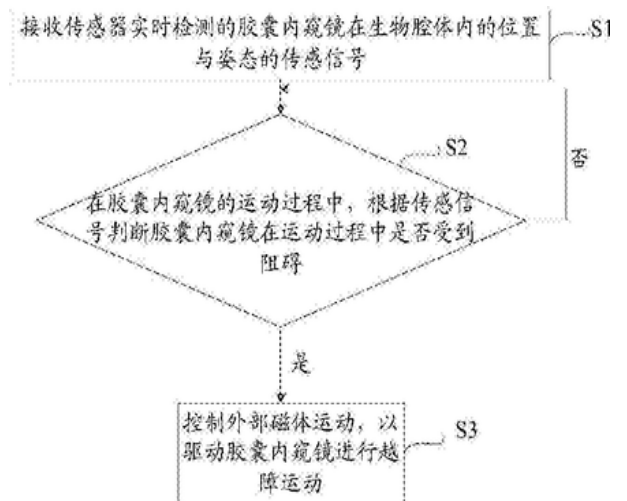 接收传感器实时检测的胶囊内窥镜在生物腔体内的位置
与姿态的传感信号
S1
S2
否
在胶囊内窥镜的运动过程中，根据传感信
号判断胶囊内窥镜在运动过程中是否受到
阻碍
是
控制外部磁体运动，以
驱动胶囊内窥镜进行越
障运动
S3